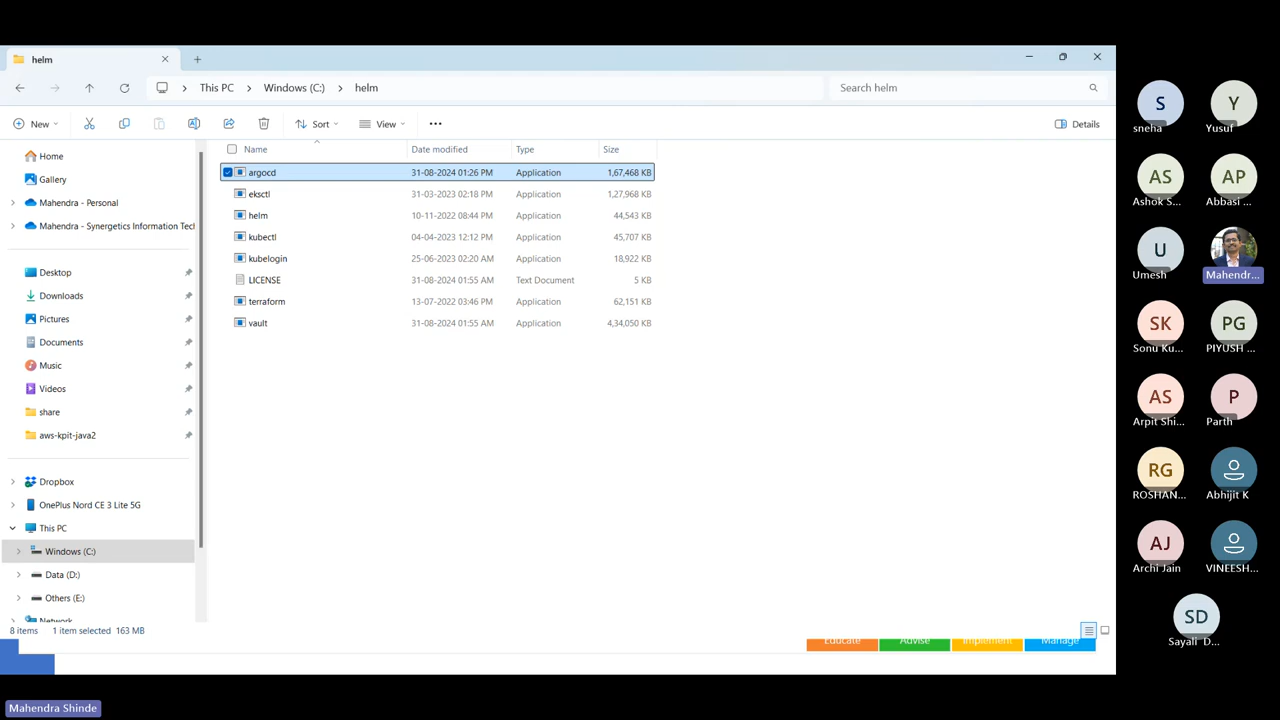 helm
This PC
Windows (C:)
helm
Search helm
New
Sort
View
Details
Home
Gallery
Mahendra - Personal
Mahendra - Synergetics Information Tech
Desktop
Downloads
Pictures
Documents
Music
Videos
share
aws-kpit-java2
Dropbox
OnePlus Nord CE 3 Lite 5G
This PC
Windows (C:)
Data (D:)
Others (E:)
Network
Name Date modified Type Size
argocd 31-08-2024 01:26 PM Application 1,67,468 KB
eksctl 31-03-2023 02:18 PM Application 1,27,968 KB
helm 10-11-2022 08:44 PM Application 44,543 KB
kubectl 04-04-2023 12:12 PM Application 45,707 KB
kubelogin 25-06-2023 02:20 AM Application 18,922 KB
LICENSE 31-08-2024 01:55 AM Text Document 5 KB
terraform 13-07-2022 03:46 PM Application 62,151 KB
vault 31-08-2024 01:55 AM Application 4,34,050 KB
8 items 1 item selected 163 MB
Educate Advise Implement Manage
S Y
sneha Yusuf
AS AP
Ashok S... Abbasi ...
U
Umesh Mahendr...
SK PG
Sonu Ku... PIYUSH ...
AS P
Arpit Shi... Parth
RG
ROSHAN... Abhijit K
AJ
Archi Jain VINEESH...
SD
Sayali D...
Mahendra Shinde